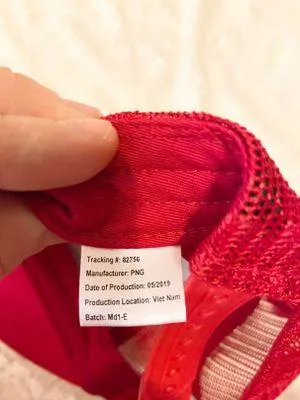 Tracking #: 82756
Manufacturer: PNG
Date of Production: 05/2019
Production Location: Viet Nam
Batch: Md1-E